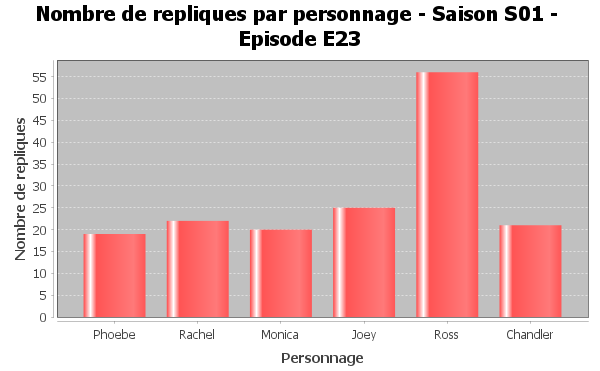 Nombre de repliques par personnage - Saison S01 -
Episode E23
Nombre de repliques
55
50
45
40
35
30
25
20
15
10
5
0
Phoebe Rachel Monica Joey Ross Chandler
Personnage